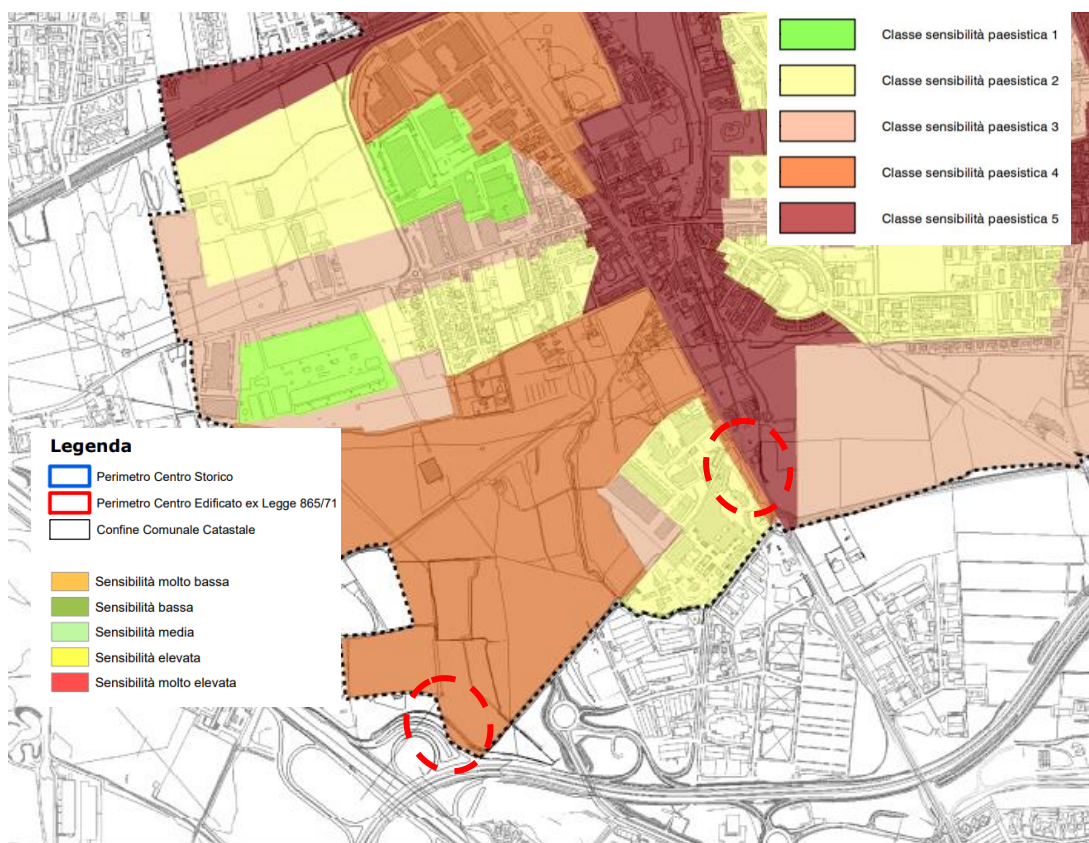 Classe sensibilità paesistica 1
Classe sensibilità paesistica 2
Classe sensibilità paesistica 3
Classe sensibilità paesistica 4
Classe sensibilità paesistica 5
Legenda
Perimetro Centro Storico
Perimetro Centro Edificato ex Legge 865/71
Confine Comunale Catastale
Sensibilità molto bassa
Sensibilità bassa
Sensibilità media
Sensibilità elevata
Sensibilità molto elevata